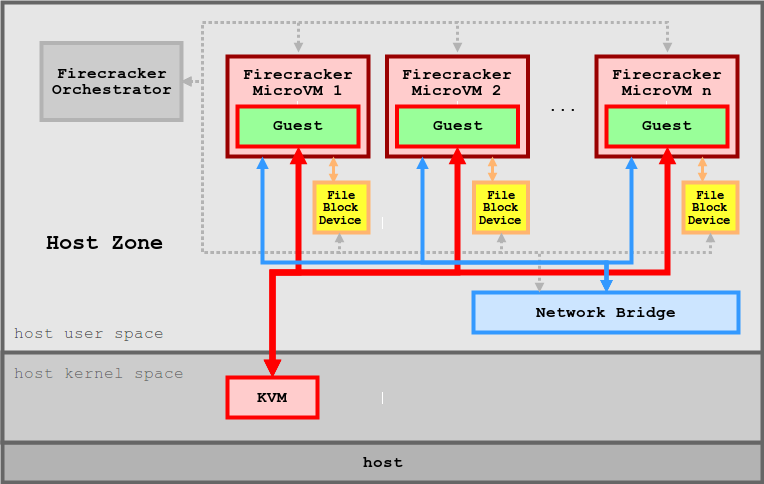 Firecracker
Orchestrator
Firecracker
MicroVM 1
Guest
Firecracker
MicroVM 2
Guest
...
Firecracker
MicroVM n
Guest
File
Block
Device
File
Block
Device
File
Block
Device
Host Zone
Network Bridge
host user space
host kernel space
KVM
host